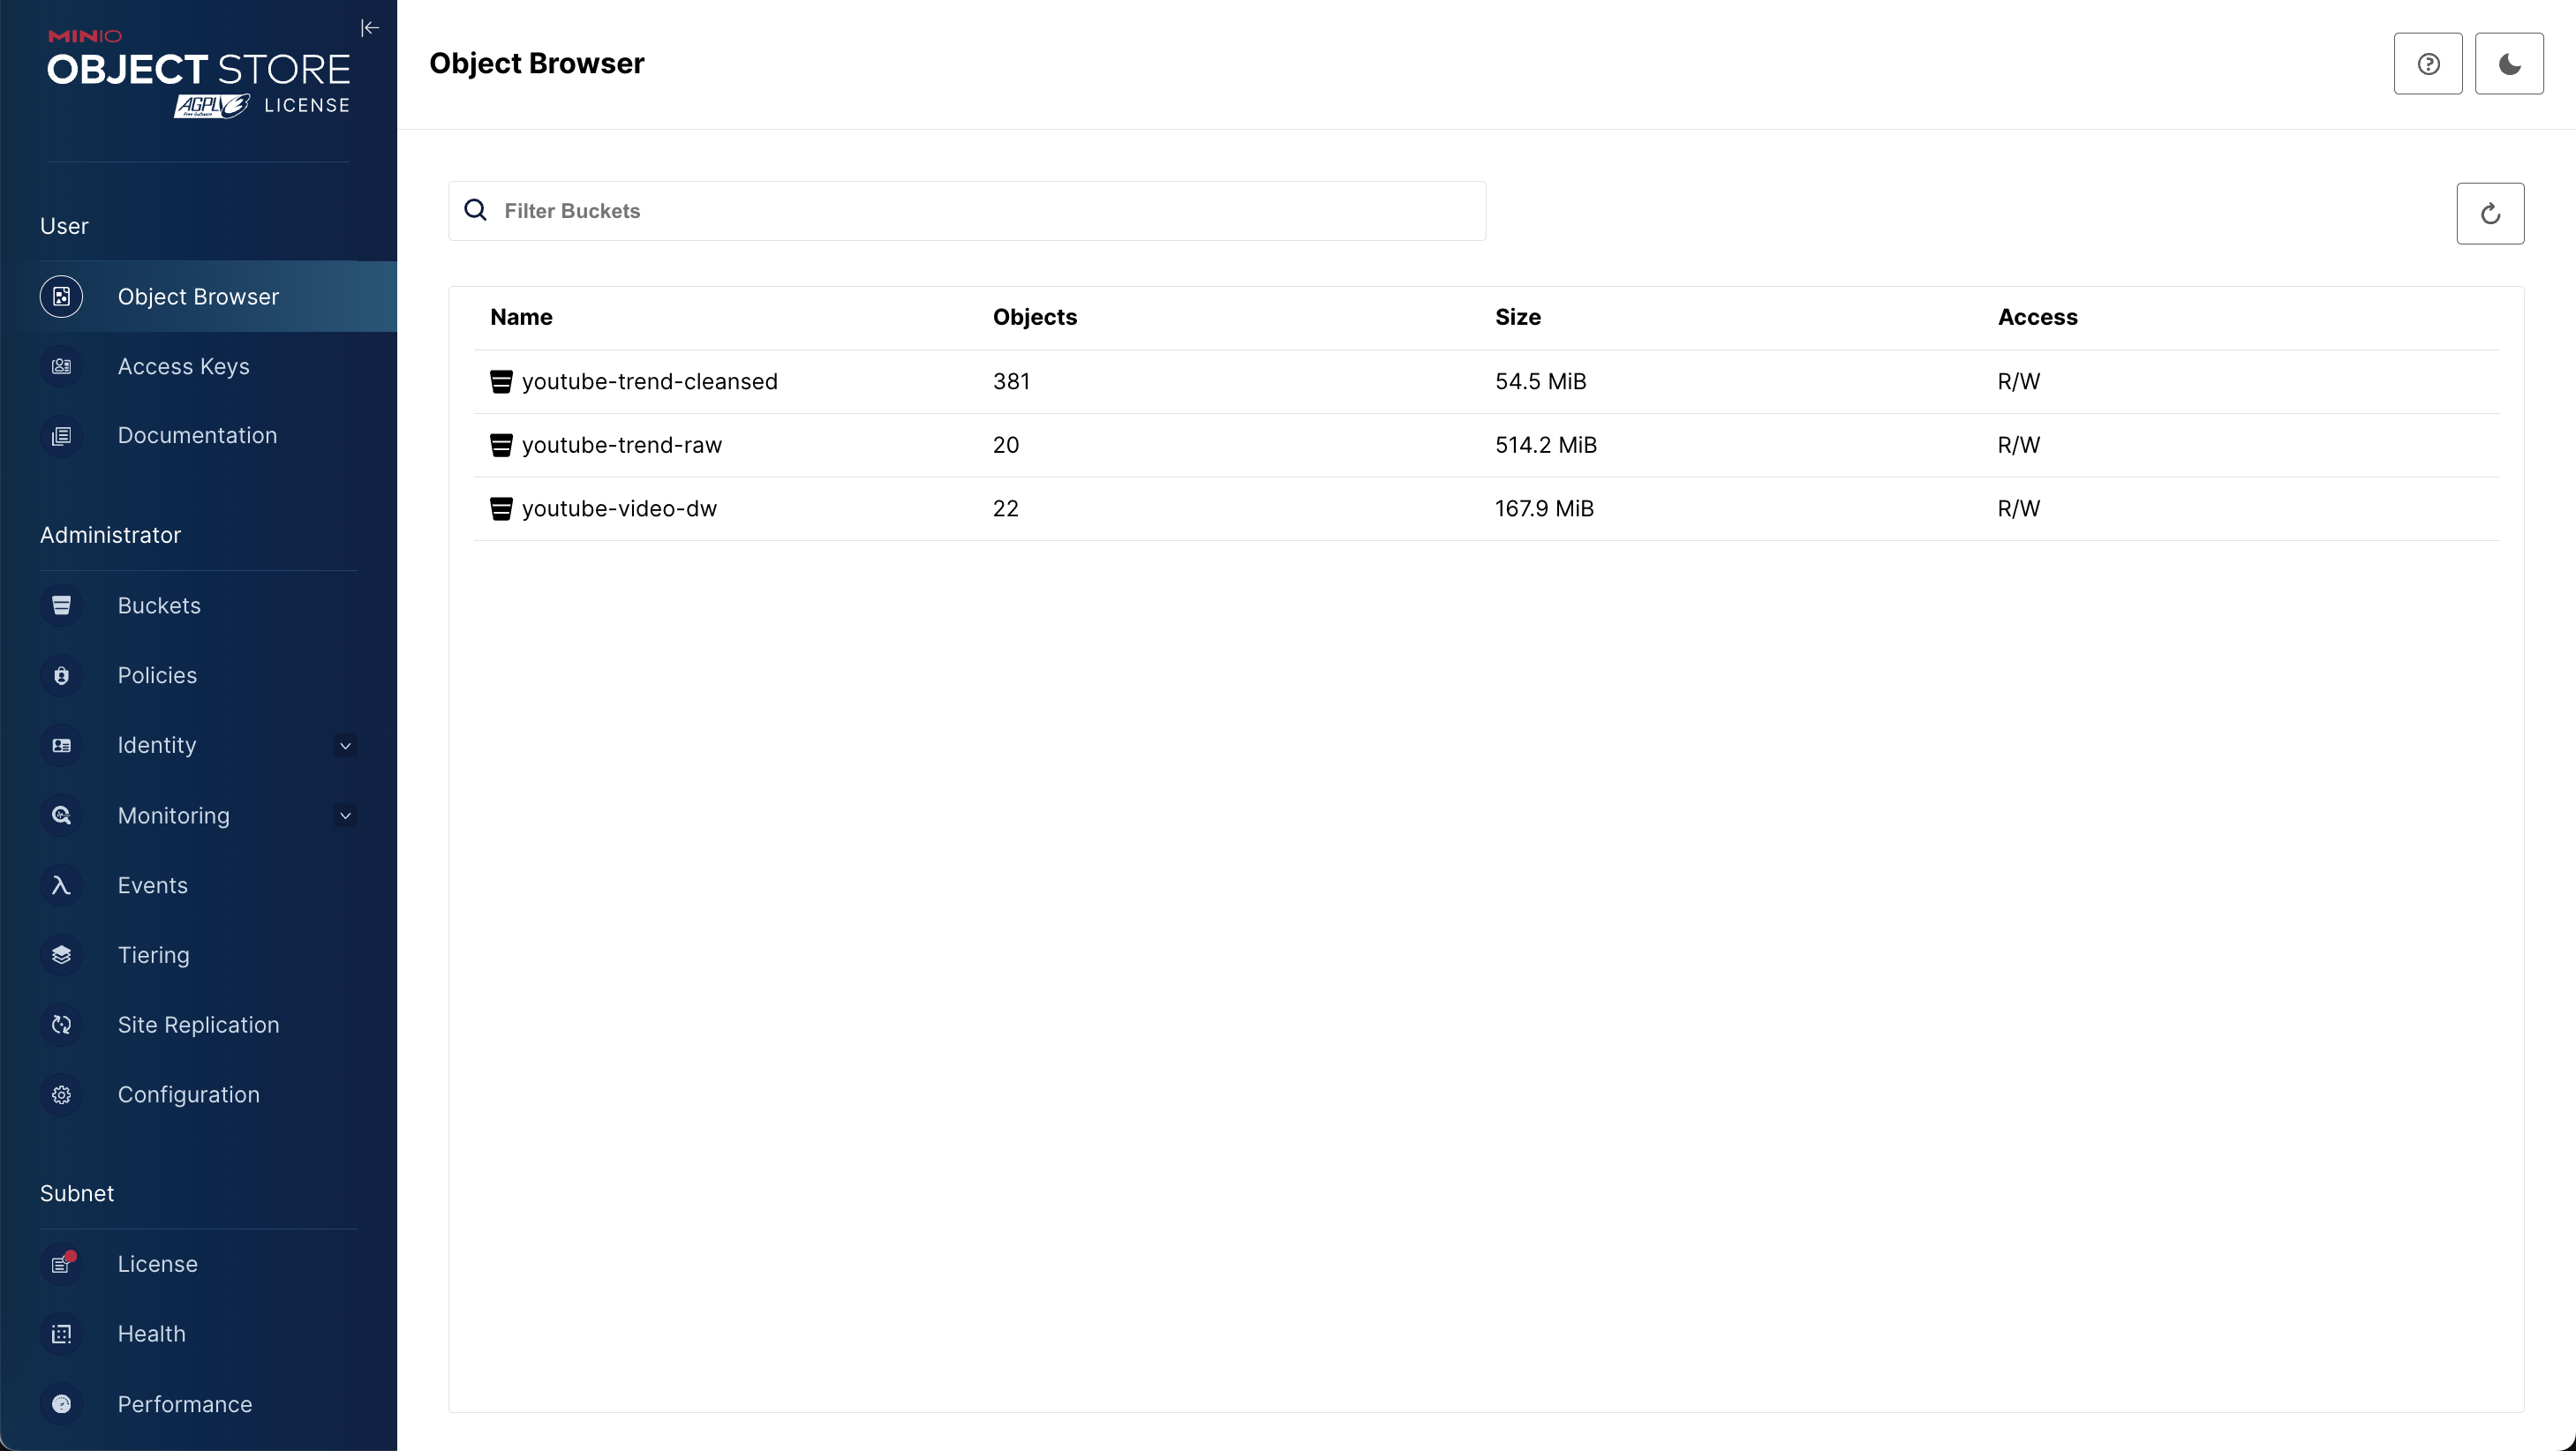 MINIO
OBJECT STORE
AGPLv3 LICENSE
Free Software
User
Object Browser
Access Keys
Documentation
Administrator
Buckets
Policies
Identity
Monitoring
Events
Tiering
Site Replication
Configuration
Subnet
License
Health
Performance
Object Browser
Filter Buckets
Name Objects Size Access
youtube-trend-cleansed 381 54.5 MiB R/W
youtube-trend-raw 20 514.2 MiB R/W
youtube-video-dw 22 167.9 MiB R/W